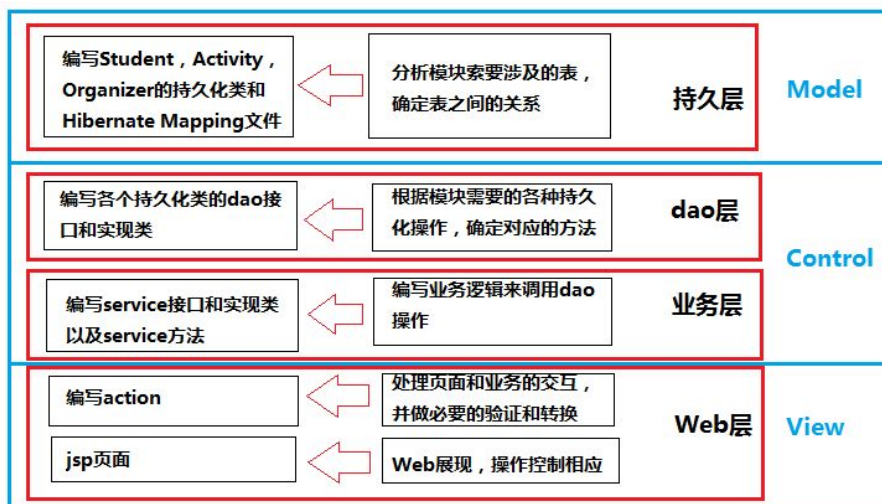 编写Student，Activity，
Organizer的持久化类和
Hibernate Mapping文件
分析模块索要涉及的表，
确定表之间的关系
持久层
Model
编写各个持久化类的dao接
口和实现类
根据模块需要的各种持久
化操作，确定对应的方法
dao层
Control
编写service接口和实现类
以及service方法
编写业务逻辑来调用dao
操作
业务层
编写action
处理页面和业务的交互，
并做必要的验证和转换
Web层
View
jsp页面
Web展现，操作控制相应